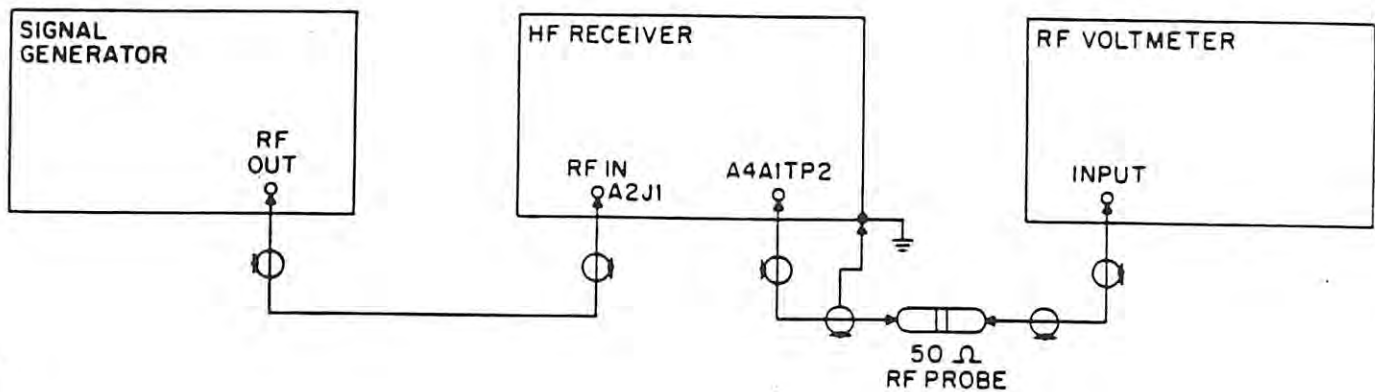 SIGNAL
GENERATOR
RF
OUT
HF RECEIVER
RF IN
A2J1
A4A1TP2
RF VOLTMETER
INPUT
50 Ω
RF PROBE